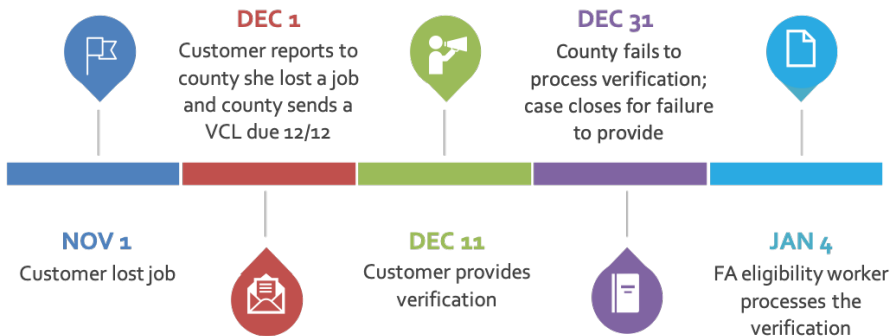 NOV 1
Customer lost job
DEC 1
Customer reports to
county she lost a job
and county sends a
VCL due 12/12
DEC 11
Customer provides
verification
DEC 31
County fails to
process verification;
case closes for failure
to provide
JAN 4
FA eligibility worker
processes the
verification